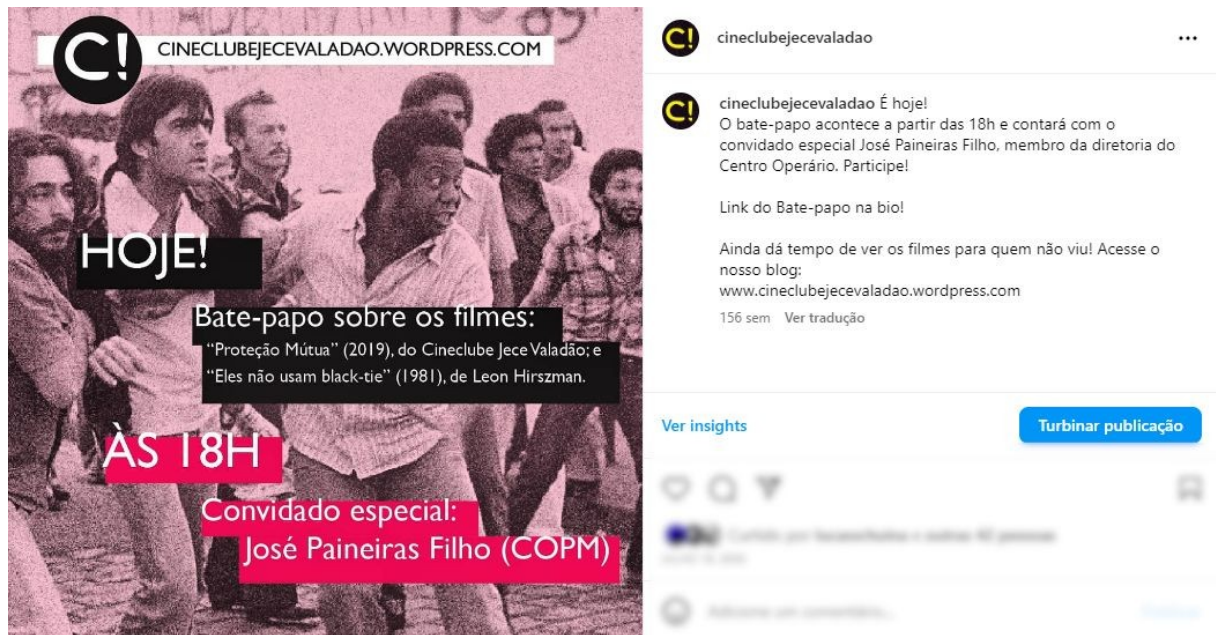 C!
CINECLUBEJECEVALADAO.WORDPRESS.COM
HOJE!
Bate-papo sobre os filmes:
“Proteção Mútua” (2019), do Cineclube Jece Valadão; e
“Eles não usam black-tie” (1981), de Leon Hirszman.
ÀS 18H
Convidado especial:
José Paineiras Filho (COPM)
C!
cineclubejecevaladao
C!
cineclubejecevaladao É hoje!
O bate-papo acontece a partir das 18h e contará com o
convidado especial José Paineiras Filho, membro da diretoria do
Centro Operário. Participe!
Link do Bate-papo na bio!
Ainda dá tempo de ver os filmes para quem não viu! Acesse o
nosso blog:
www.cineclubejecevaladao.wordpress.com
156 sem Ver tradução
Ver insights
Turbinar publicação